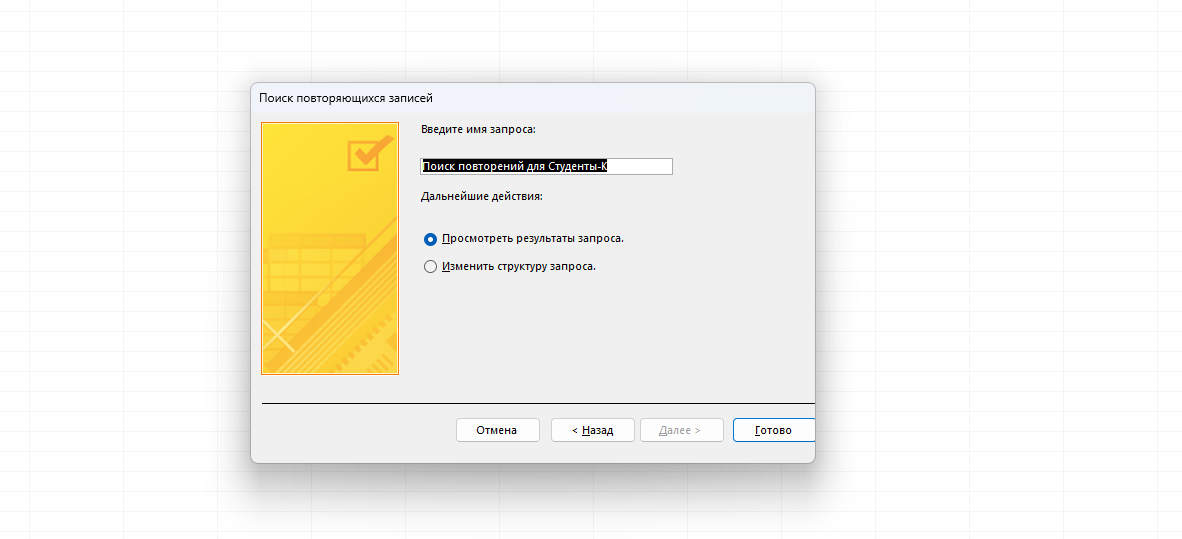 Поиск повторяющихся записей
Введите имя запроса:
Поиск повторений для Студенты-К
Дальнейшие действия:
Просмотреть результаты запроса.
Изменить структуру запроса.
Отмена < Назад Далее > Готово